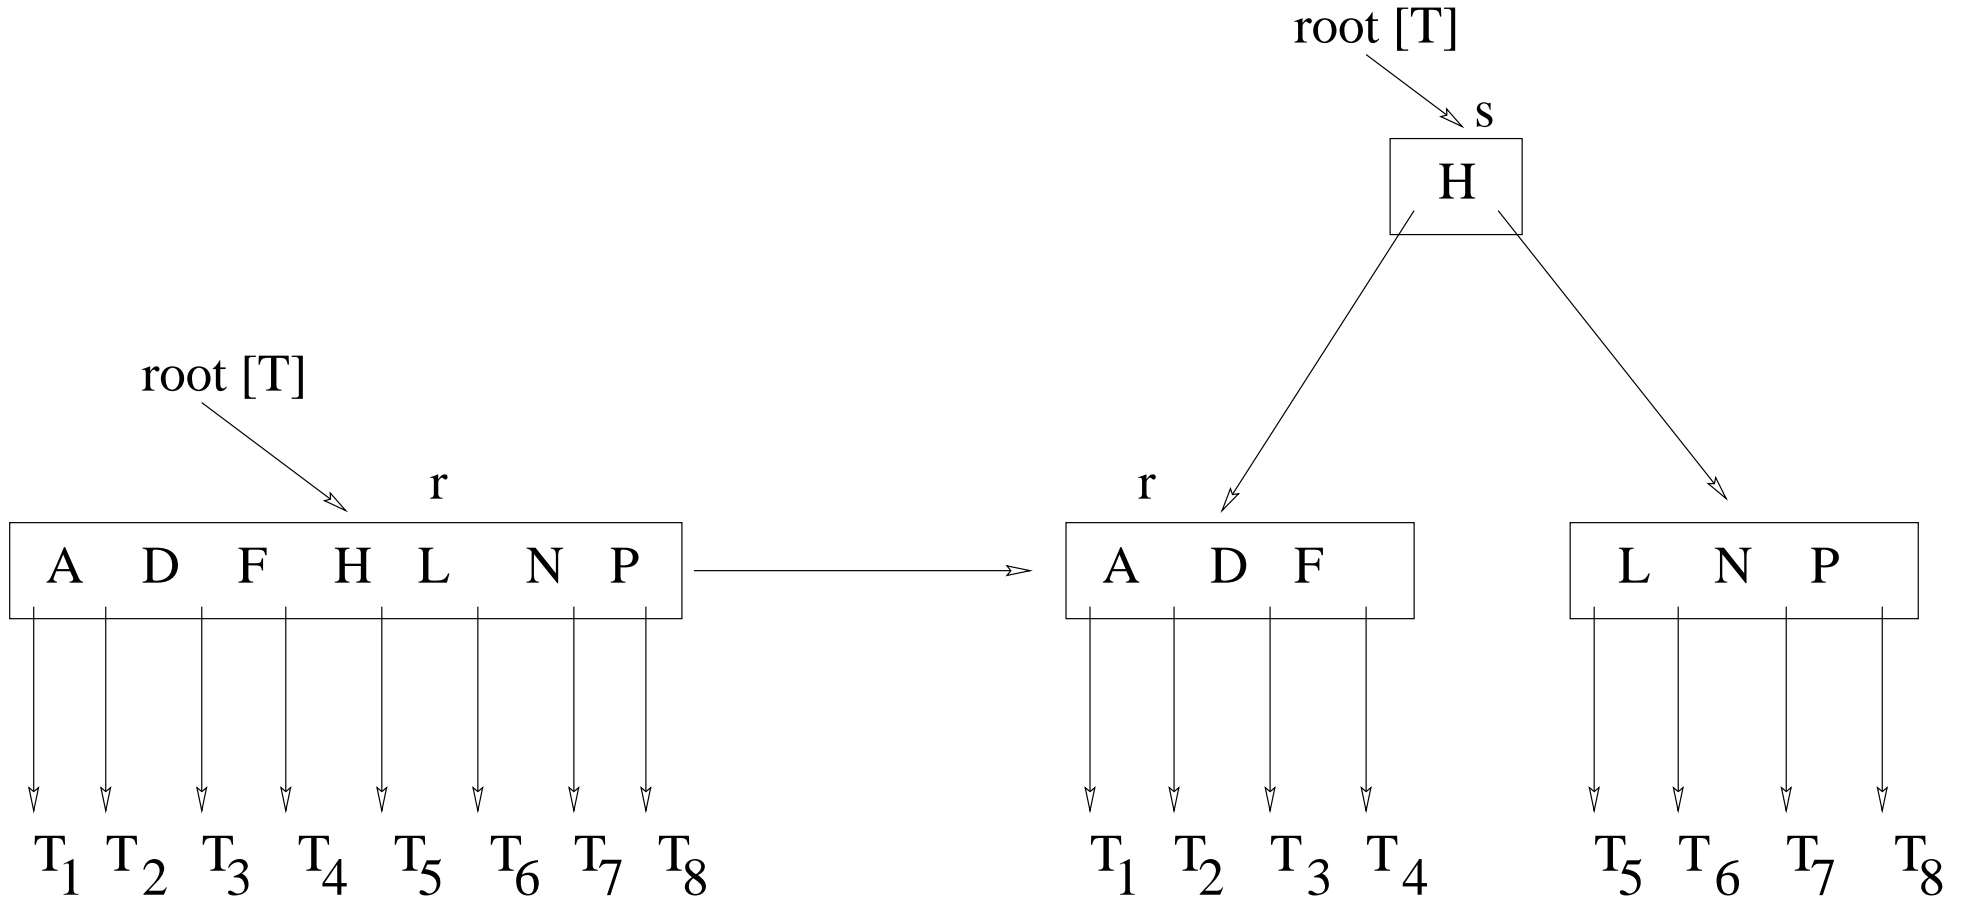 root [T]
s
H
root [T]
r
r
A D F H L N P
A D F
L N P
T1 T2 T3 T4 T5 T6 T7 T8
T1 T2 T3 T4
T5 T6 T7 T8